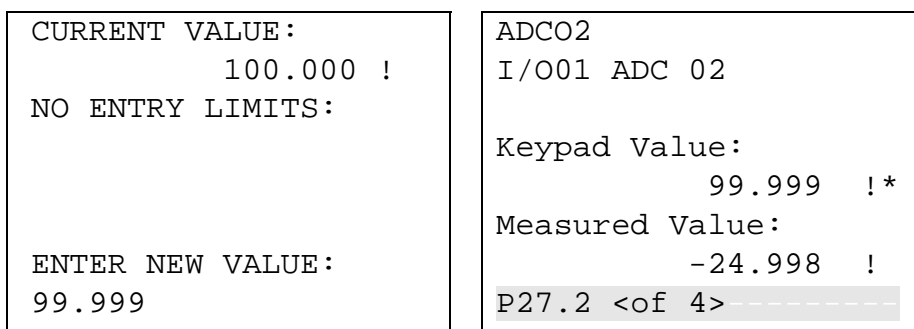 CURRENT VALUE:
100.000 !
NO ENTRY LIMITS:
ENTER NEW VALUE:
99.999
ADCO2
I/O01 ADC 02
Keypad Value:
99.999 !*
Measured Value:
-24.998 !
P27.2 <of 4>----------